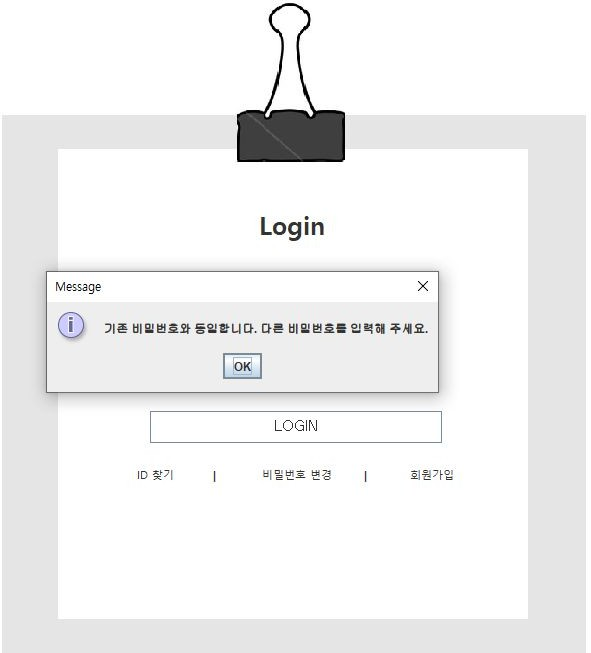 Login
Message
기존 비밀번호와 동일합니다. 다른 비밀번호를 입력해 주세요.
OK
LOGIN
ID 찾기 | 비밀번호 변경 | 회원가입